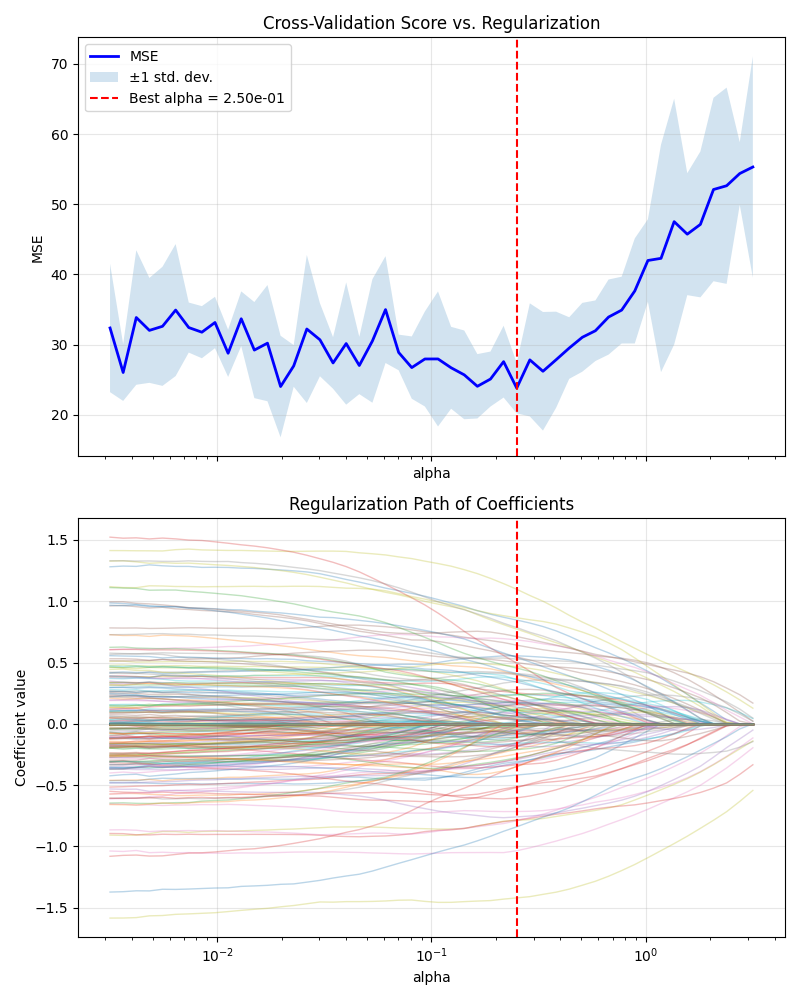 Cross-Validation Score vs. Regularization
MSE
±1 std. dev.
Best alpha = 2.50e-01
70
60
50
40
30
20
MSE
alpha
Regularization Path of Coefficients
1.5
1.0
0.5
0.0
−0.5
−1.0
−1.5
Coefficient value
10⁻² 10⁻¹ 10⁰
alpha